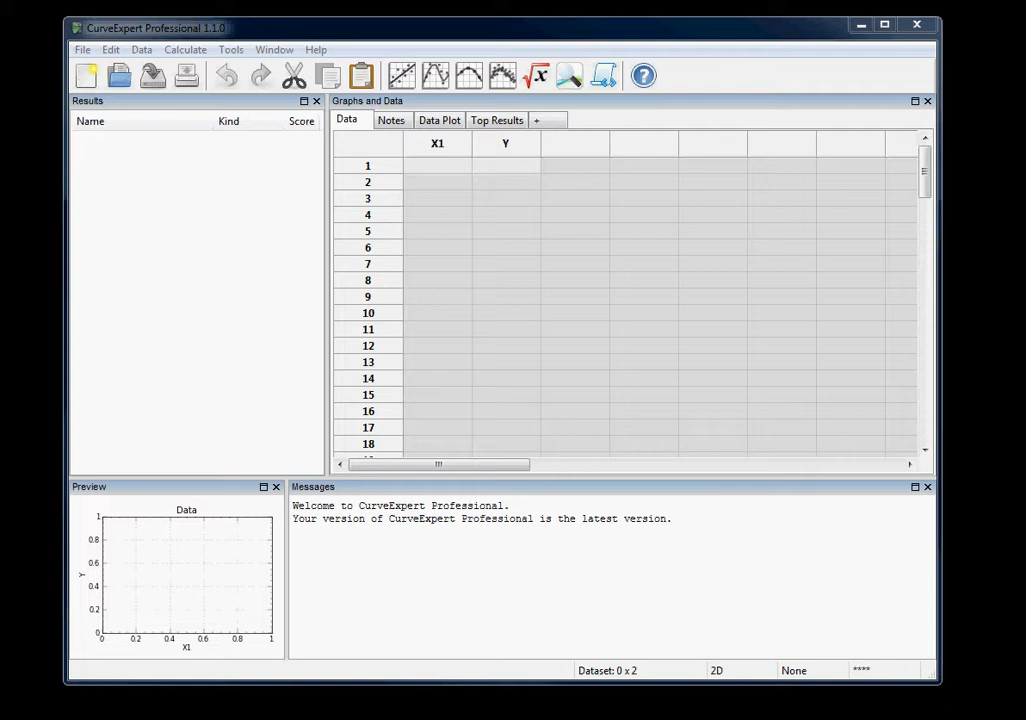 CurveExpert Professional 1.1.0
File Edit Data Calculate Tools Window Help
Results
Graphs and Data
Name Kind Score
Data Notes Data Plot Top Results +
X1 Y
1
2
3
4
5
6
7
8
9
10
11
12
13
14
15
16
17
18
Preview
Messages
Welcome to CurveExpert Professional.
Your version of CurveExpert Professional is the latest version.
Data
1
0.8
0.6
0.4
0.2
0
Y
0 0.2 0.4 0.6 0.8 1
X1
Dataset: 0 x 2 2D None ****